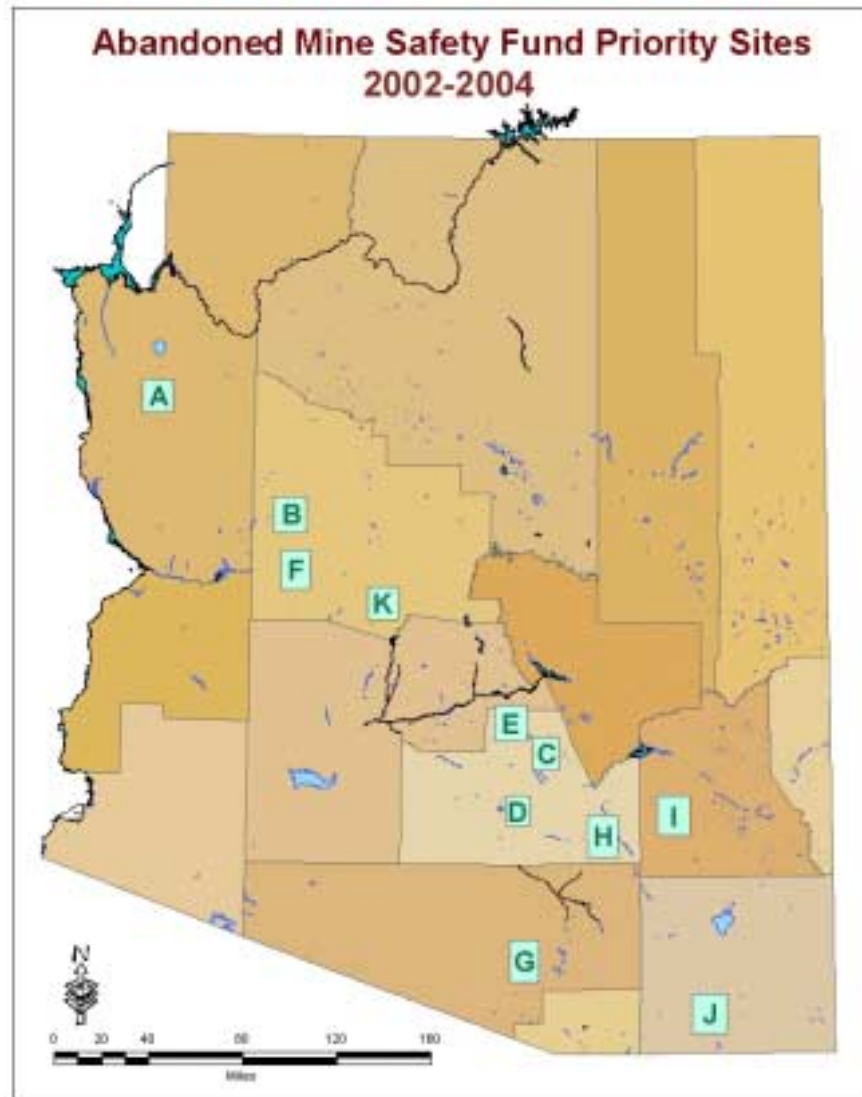 Abandoned Mine Safety Fund Priority Sites
2002-2004
A
B
F
K
E
C
D
H
I
G
J
N
0 20 40 80 120 160
Miles